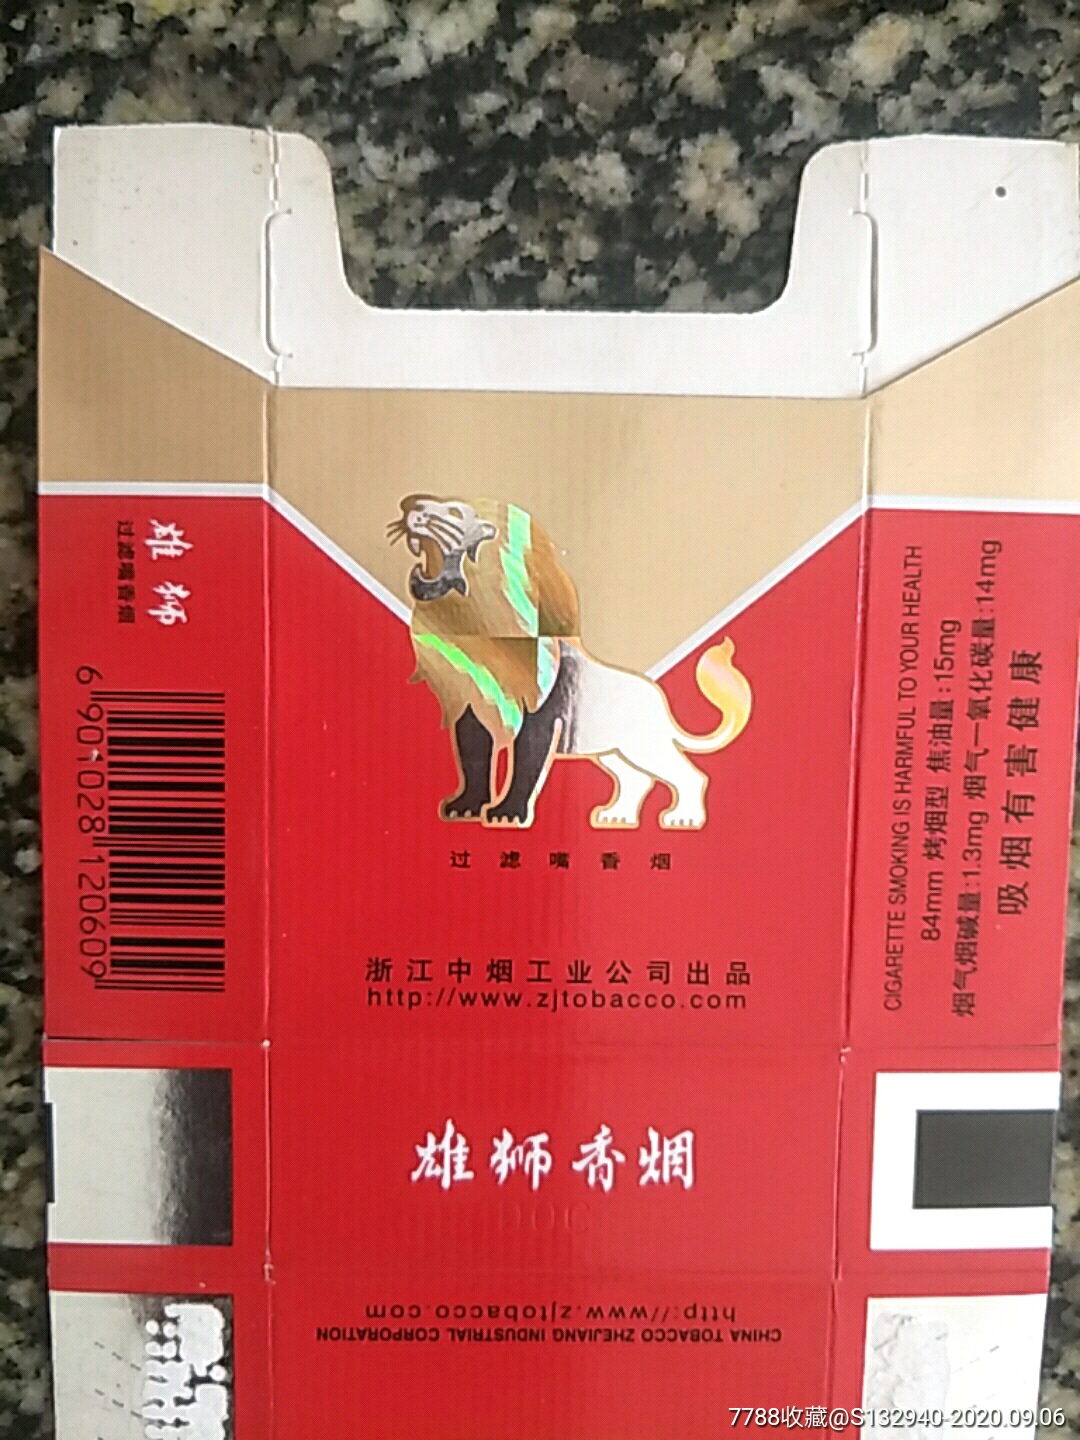 雄狮
过滤嘴香烟
6 901028 120609
过滤嘴香烟
浙江中烟工业公司出品
http://www.zjtobacco.com
CIGARETTE SMOKING IS HARMFUL TO YOUR HEALTH
84mm 烤烟型 焦油量:15mg
烟气烟碱量:1.3mg 烟气一氧化碳量:14mg
吸烟有害健康
雄狮香烟
DOC
http://www.zjtobacco.com
CHINA TOBACCO ZHEJIANG INDUSTRIAL CORPORATION
7788收藏@S132940-2020.09.06